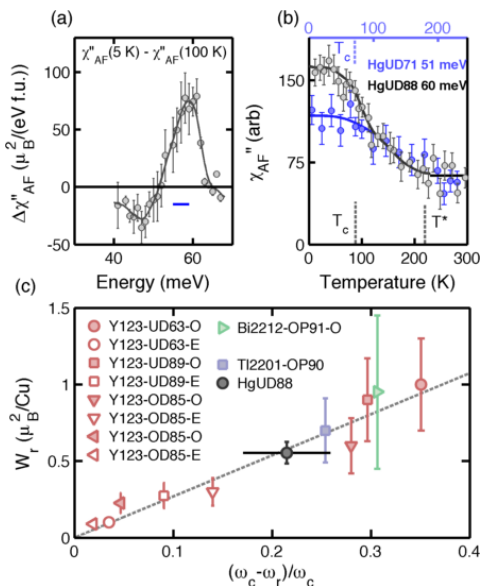 (a)
χ''AF(5 K) - χ''AF(100 K)
Δχ''AF (μB²/(eV f.u.))
100
50
0
-50
40
60
Energy (meV)
(b)
0
100
200
Tc
HgUD71 51 meV
HgUD88 60 meV
χAF'' (arb)
150
75
0
Tc
T*
0
100
200
300
Temperature (K)
(c)
Wr (μB²/Cu)
1.5
1
0.5
0
Y123-UD63-O
Y123-UD63-E
Y123-UD89-O
Y123-UD89-E
Y123-OD85-O
Y123-OD85-E
Y123-OD85-O
Y123-OD85-E
Bi2212-OP91-O
Tl2201-OP90
HgUD88
0
0.1
0.2
0.3
0.4
(ωc-ωr)/ωc